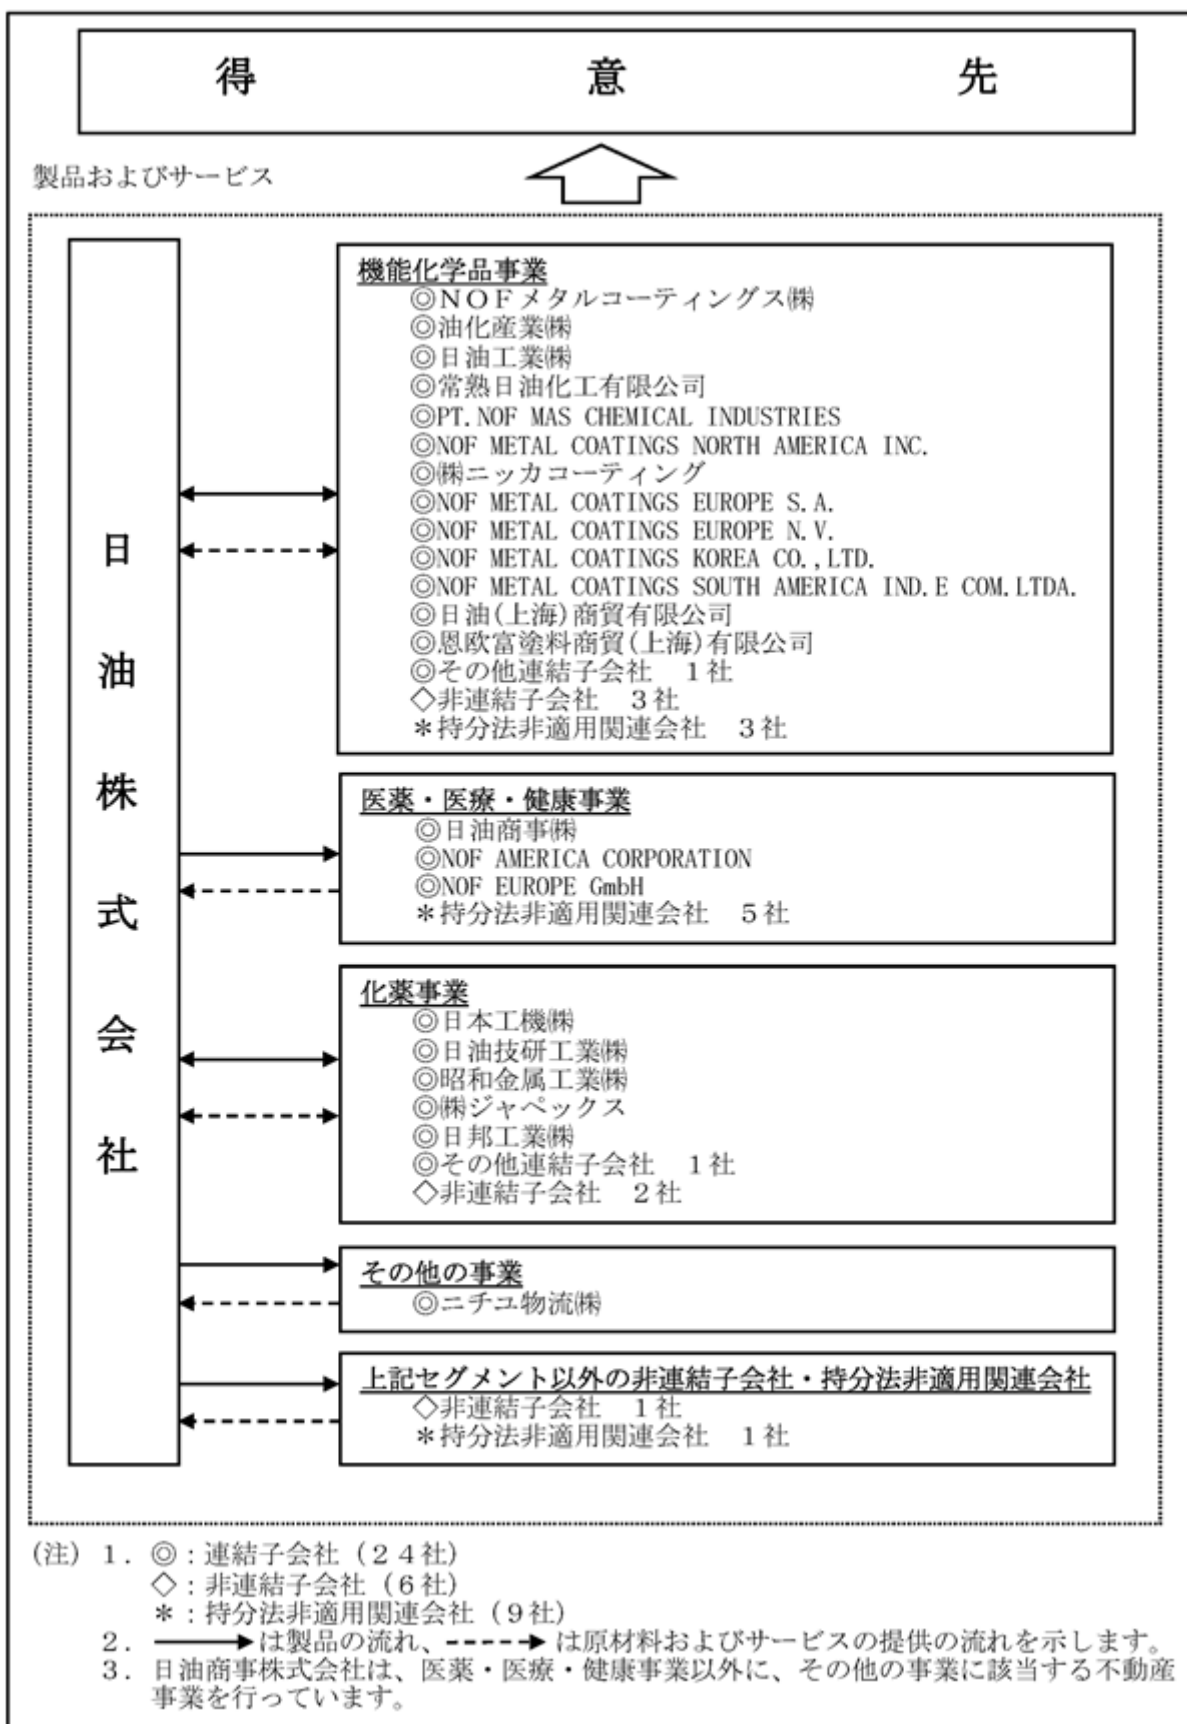 得意先
製品およびサービス
日油株式会社
機能化学品事業
◎NOFメタルコーティングス㈱
◎油化産業㈱
◎日油工業㈱
◎常熟日油化工有限公司
◎PT.NOF MAS CHEMICAL INDUSTRIES
◎NOF METAL COATINGS NORTH AMERICA INC.
◎㈱ニッカコーティング
◎NOF METAL COATINGS EUROPE S.A.
◎NOF METAL COATINGS EUROPE N.V.
◎NOF METAL COATINGS KOREA CO.,LTD.
◎NOF METAL COATINGS SOUTH AMERICA IND.E COM.LTDA.
◎日油(上海)商貿有限公司
◎恩欧富塗料商貿(上海)有限公司
◎その他連結子会社 1社
◇非連結子会社 3社
＊持分法非適用関連会社 3社
医薬・医療・健康事業
◎日油商事㈱
◎NOF AMERICA CORPORATION
◎NOF EUROPE GmbH
＊持分法非適用関連会社 5社
化薬事業
◎日本工機㈱
◎日油技研工業㈱
◎昭和金属工業㈱
◎㈱ジャペックス
◎日邦工業㈱
◎その他連結子会社 1社
◇非連結子会社 2社
その他の事業
◎ニチユ物流㈱
上記セグメント以外の非連結子会社・持分法非適用関連会社
◇非連結子会社 1社
＊持分法非適用関連会社 1社
(注) 1．◎：連結子会社（24社）
◇：非連結子会社（6社）
＊：持分法非適用関連会社（9社）
2．━━▶は製品の流れ、----▶は原材料およびサービスの提供の流れを示します。
3．日油商事株式会社は、医薬・医療・健康事業以外に、その他の事業に該当する不動産
事業を行っています。